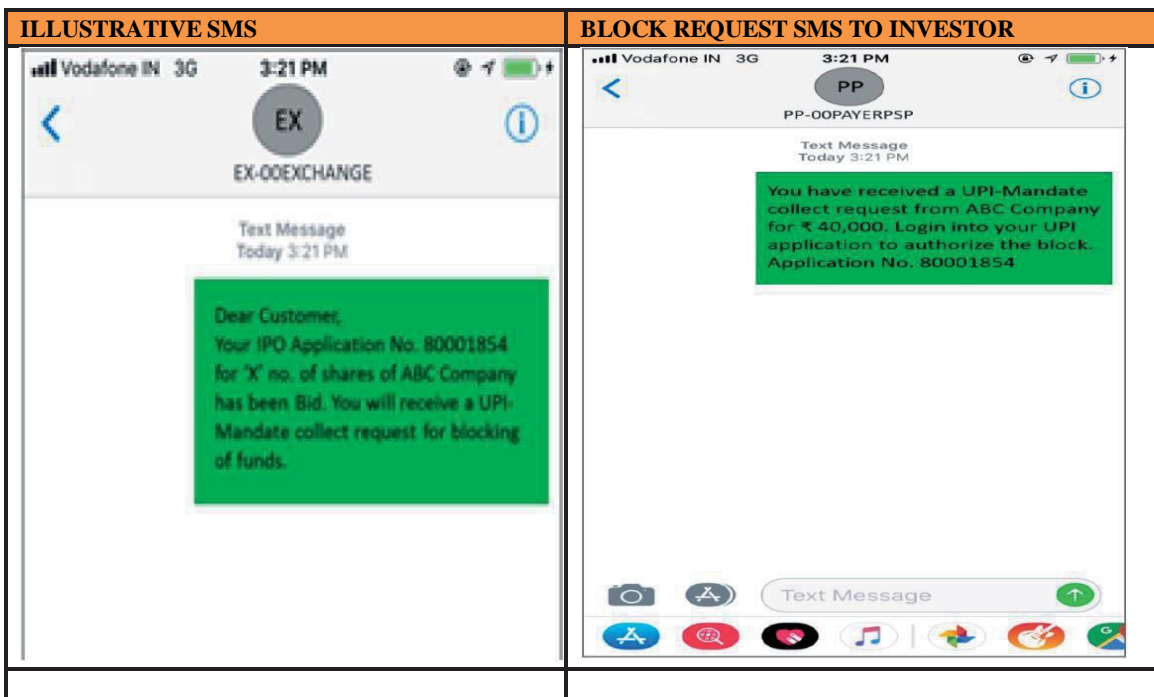 ILLUSTRATIVE SMS
Vodafone IN 3G 3:21 PM
EX
EX-OOEXCHANGE
Text Message
Today 3:21 PM
Dear Customer,
Your IPO Application No. 80001854
for "X" no. of shares of ABC Company
has been Bid. You will receive a UPI-
Mandate collect request for blocking
of funds.
BLOCK REQUEST SMS TO INVESTOR
Vodafone IN 3G 3:21 PM
PP
PP-OOPAYERPSP
Text Message
Today 3:21 PM
You have received a UPI-Mandate
collect request from ABC Company
for ₹ 40,000. Login into your UPI
application to authorize the block.
Application No. 80001854
Text Message
G